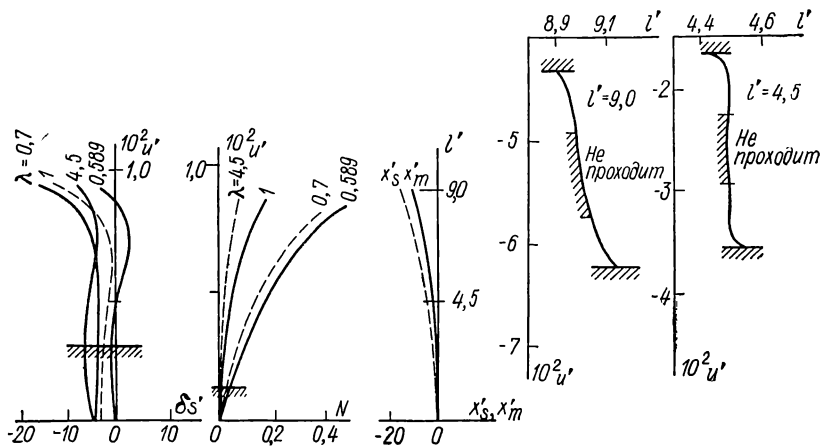 λ=0,7
1
4,5
0,589
10²u'
1,0
-20 -10 0 10 δs'
10²u'
1,0
λ=4,5
1
0,7
0,589
0 0,2 0,4 N
l'
x's x'm
9,0
4,5
-20 0 x's, x'm
8,9 9,1 l'
l'=9,0
-5
Не
проходит
-6
-7
10²u'
4,4 4,6 l'
-2
l'=4,5
Не
проходит
-3
-4
10²u'